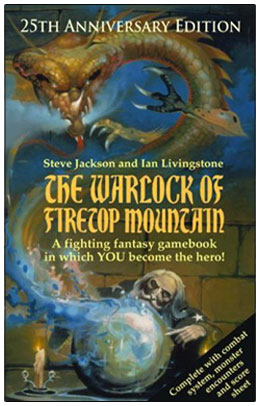 25TH ANNIVERSARY EDITION
Steve Jackson and Ian Livingstone
THE WARLOCK OF
FIRETOP MOUNTAIN
A fighting fantasy gamebook
in which YOU become the hero!
Complete with combat
system, monster
encounters
and score
sheet